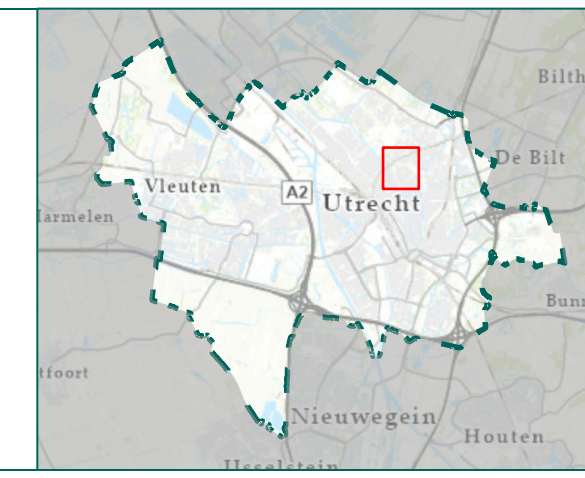 Bilth
De Bilt
Vleuten
A2
Utrecht
armelen
Bunn
tfoort
Nieuwegein
Houten
IJsselstein